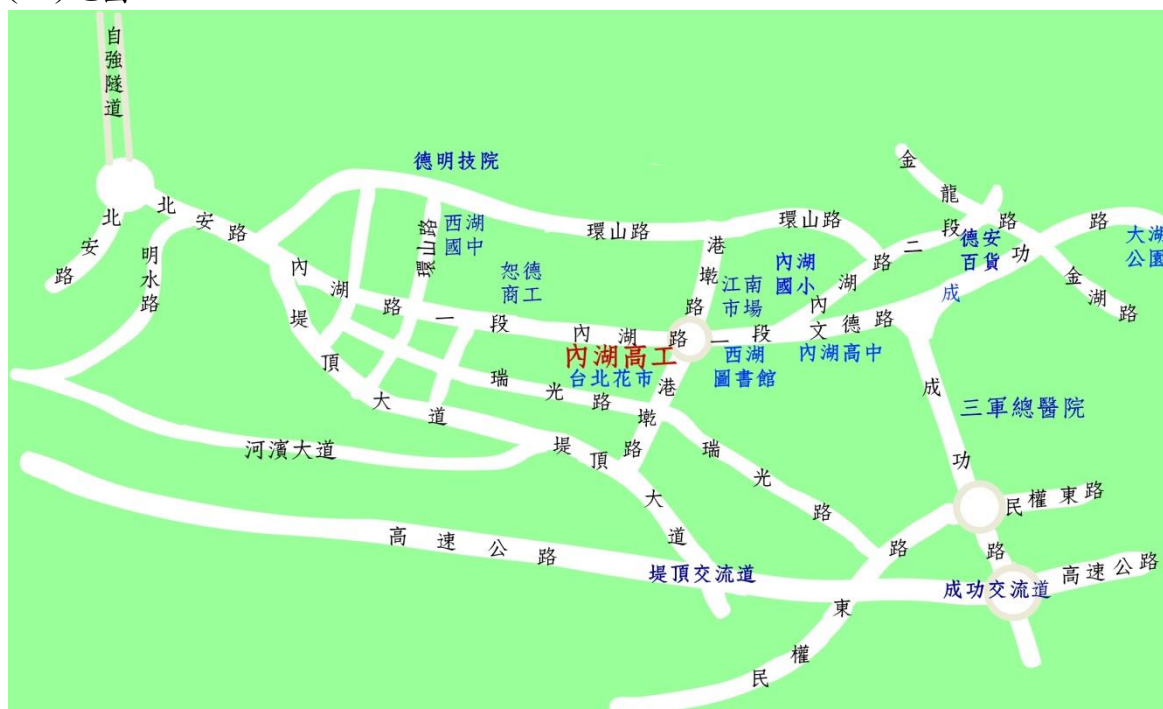 自強隧道
北安路
北安路
明水路
德明技院
西湖
國中
環山路
恕德
商工
環山路
環山路
港墘路
江南
市場
內湖
國小
內湖路二段
金龍路
德安
百貨
成功路
大湖
公園
金湖路
內湖路一段
內湖路一段
內湖高工
台北花市
西湖
圖書館
文德路
內湖高中
堤頂大道
瑞光路
港墘路
瑞光路
成功路
三軍總醫院
河濱大道
堤頂大道
民權東路
高速公路
堤頂交流道
成功交流道
高速公路
民權東路